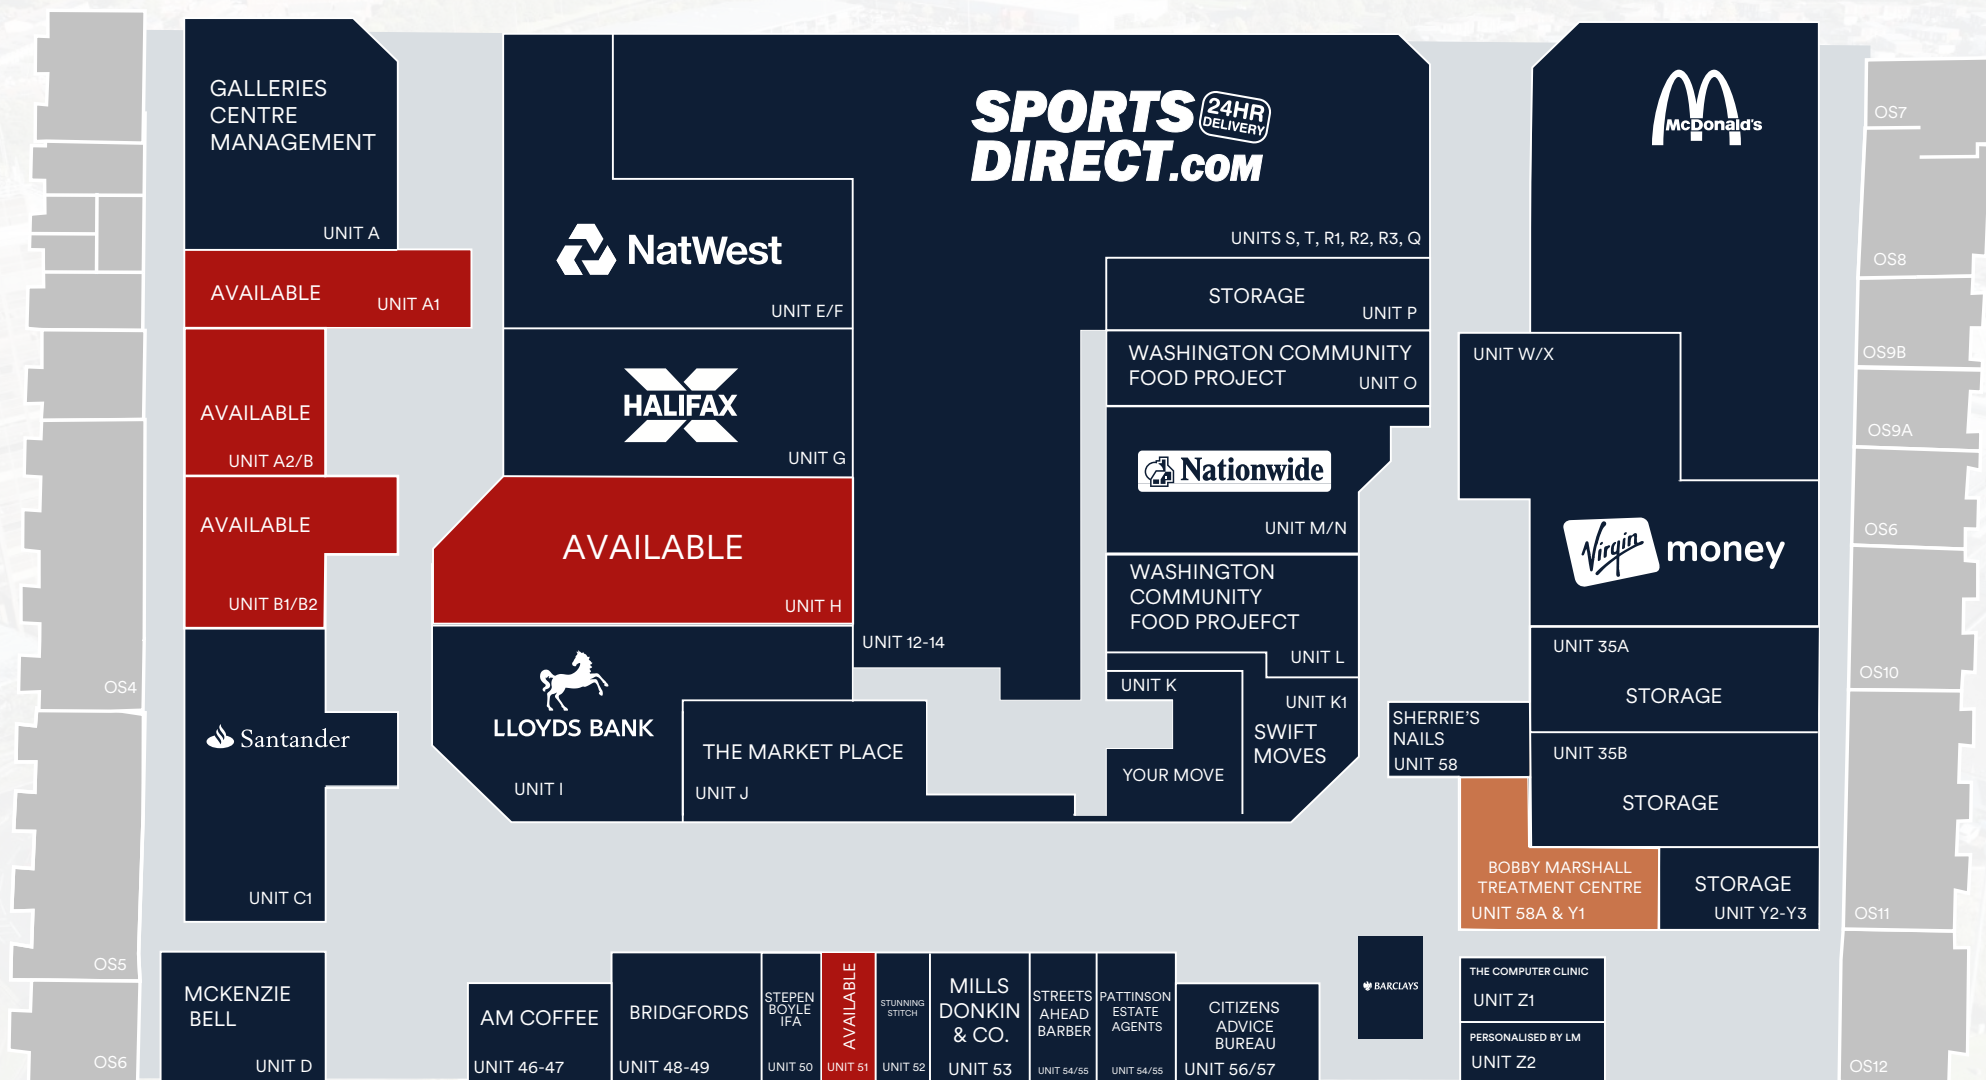 GALLERIES
CENTRE
MANAGEMENT
UNIT A
AVAILABLE
UNIT A1
AVAILABLE
UNIT A2/B
AVAILABLE
UNIT B1/B2
Santander
UNIT C1
MCKENZIE
BELL
UNIT D
OS4
OS5
OS6
NatWest
UNIT E/F
HALIFAX
UNIT G
AVAILABLE
UNIT H
LLOYDS BANK
UNIT I
THE MARKET PLACE
UNIT J
SPORTS
DIRECT.COM
24HR
DELIVERY
UNITS S, T, R1, R2, R3, Q
UNIT 12-14
STORAGE
UNIT P
WASHINGTON COMMUNITY
FOOD PROJECT
UNIT O
Nationwide
UNIT M/N
WASHINGTON
COMMUNITY
FOOD PROJEFCT
UNIT L
UNIT K
YOUR MOVE
UNIT K1
SWIFT
MOVES
McDonald's
UNIT W/X
Virgin money
UNIT 35A
STORAGE
UNIT 35B
STORAGE
SHERRIE'S
NAILS
UNIT 58
BOBBY MARSHALL
TREATMENT CENTRE
UNIT 58A & Y1
STORAGE
UNIT Y2-Y3
AM COFFEE
UNIT 46-47
BRIDGFORDS
UNIT 48-49
STEPEN
BOYLE
IFA
UNIT 50
AVAILABLE
UNIT 51
STUNNING
STITCH
UNIT 52
MILLS
DONKIN
& CO.
UNIT 53
STREETS
AHEAD
BARBER
UNIT 54/55
PATTINSON
ESTATE
AGENTS
UNIT 54/55
CITIZENS
ADVICE
BUREAU
UNIT 56/57
BARCLAYS
THE COMPUTER CLINIC
UNIT Z1
PERSONALISED BY LM
UNIT Z2
OS7
OS8
OS9B
OS9A
OS6
OS10
OS11
OS12